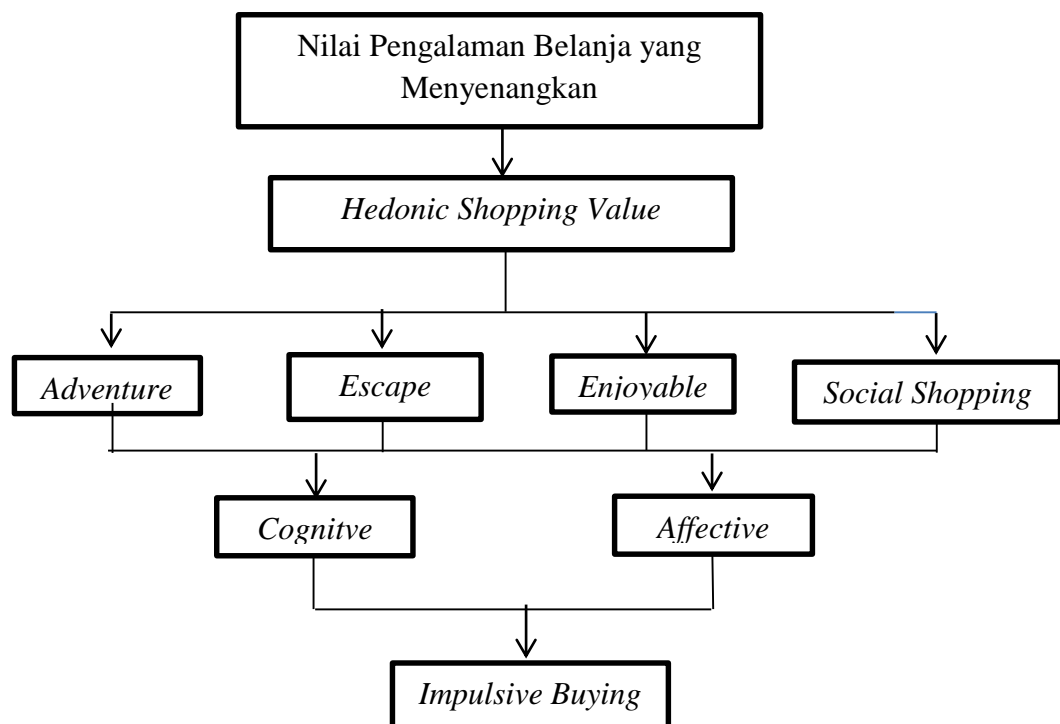 Nilai Pengalaman Belanja yang
Menyenangkan
Hedonic Shopping Value
Adventure
Escape
Enjoyable
Social Shopping
Cognitve
Affective
Impulsive Buying